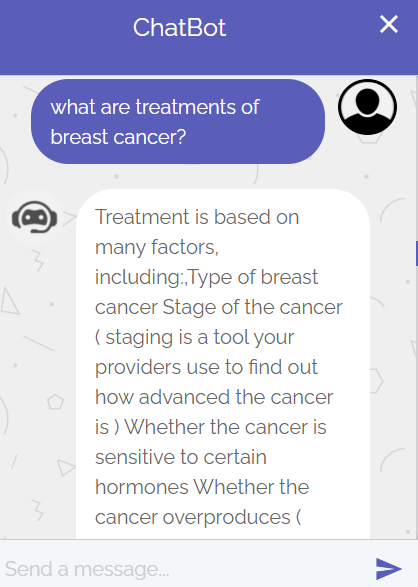 ChatBot
what are treatments of
breast cancer?
Treatment is based on
many factors,
including:,Type of breast
cancer Stage of the cancer
( staging is a tool your
providers use to find out
how advanced the cancer
is ) Whether the cancer is
sensitive to certain
hormones Whether the
cancer overproduces (
Send a message...